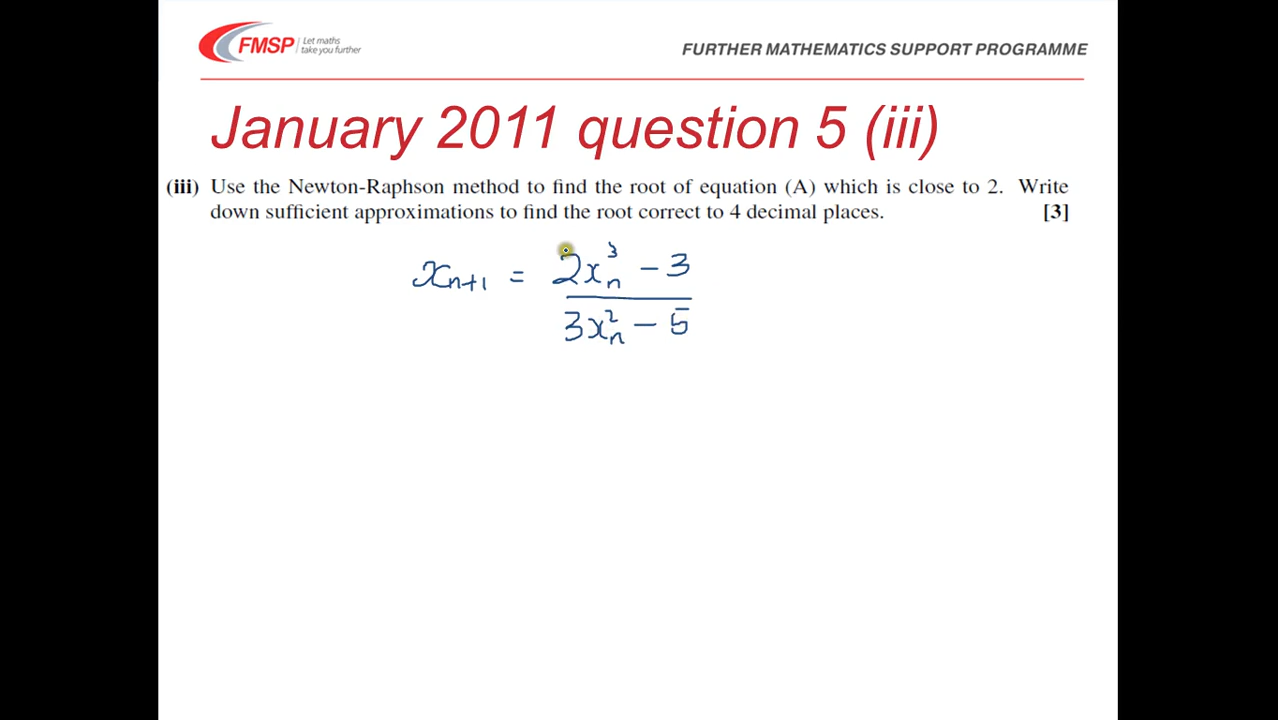 FMSP Let maths take you further
FURTHER MATHEMATICS SUPPORT PROGRAMME
January 2011 question 5 (iii)
(iii) Use the Newton-Raphson method to find the root of equation (A) which is close to 2. Write
down sufficient approximations to find the root correct to 4 decimal places. [3]
xₙ₊₁ = 2xₙ³ − 3
3xₙ² − 5